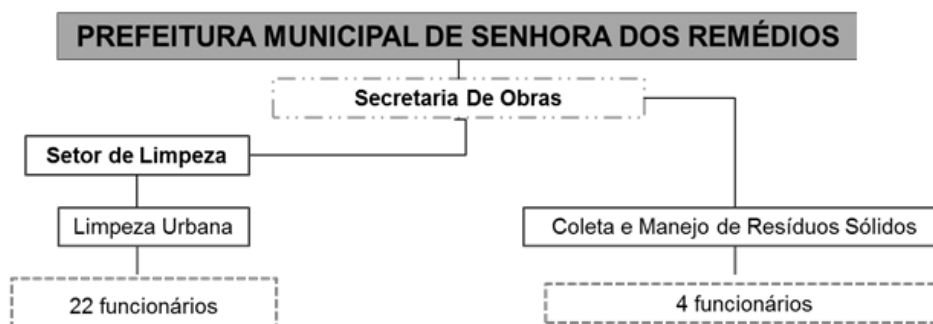 PREFEITURA MUNICIPAL DE SENHORA DOS REMÉDIOS
Secretaria De Obras
Setor de Limpeza
Limpeza Urbana
Coleta e Manejo de Resíduos Sólidos
22 funcionários
4 funcionários